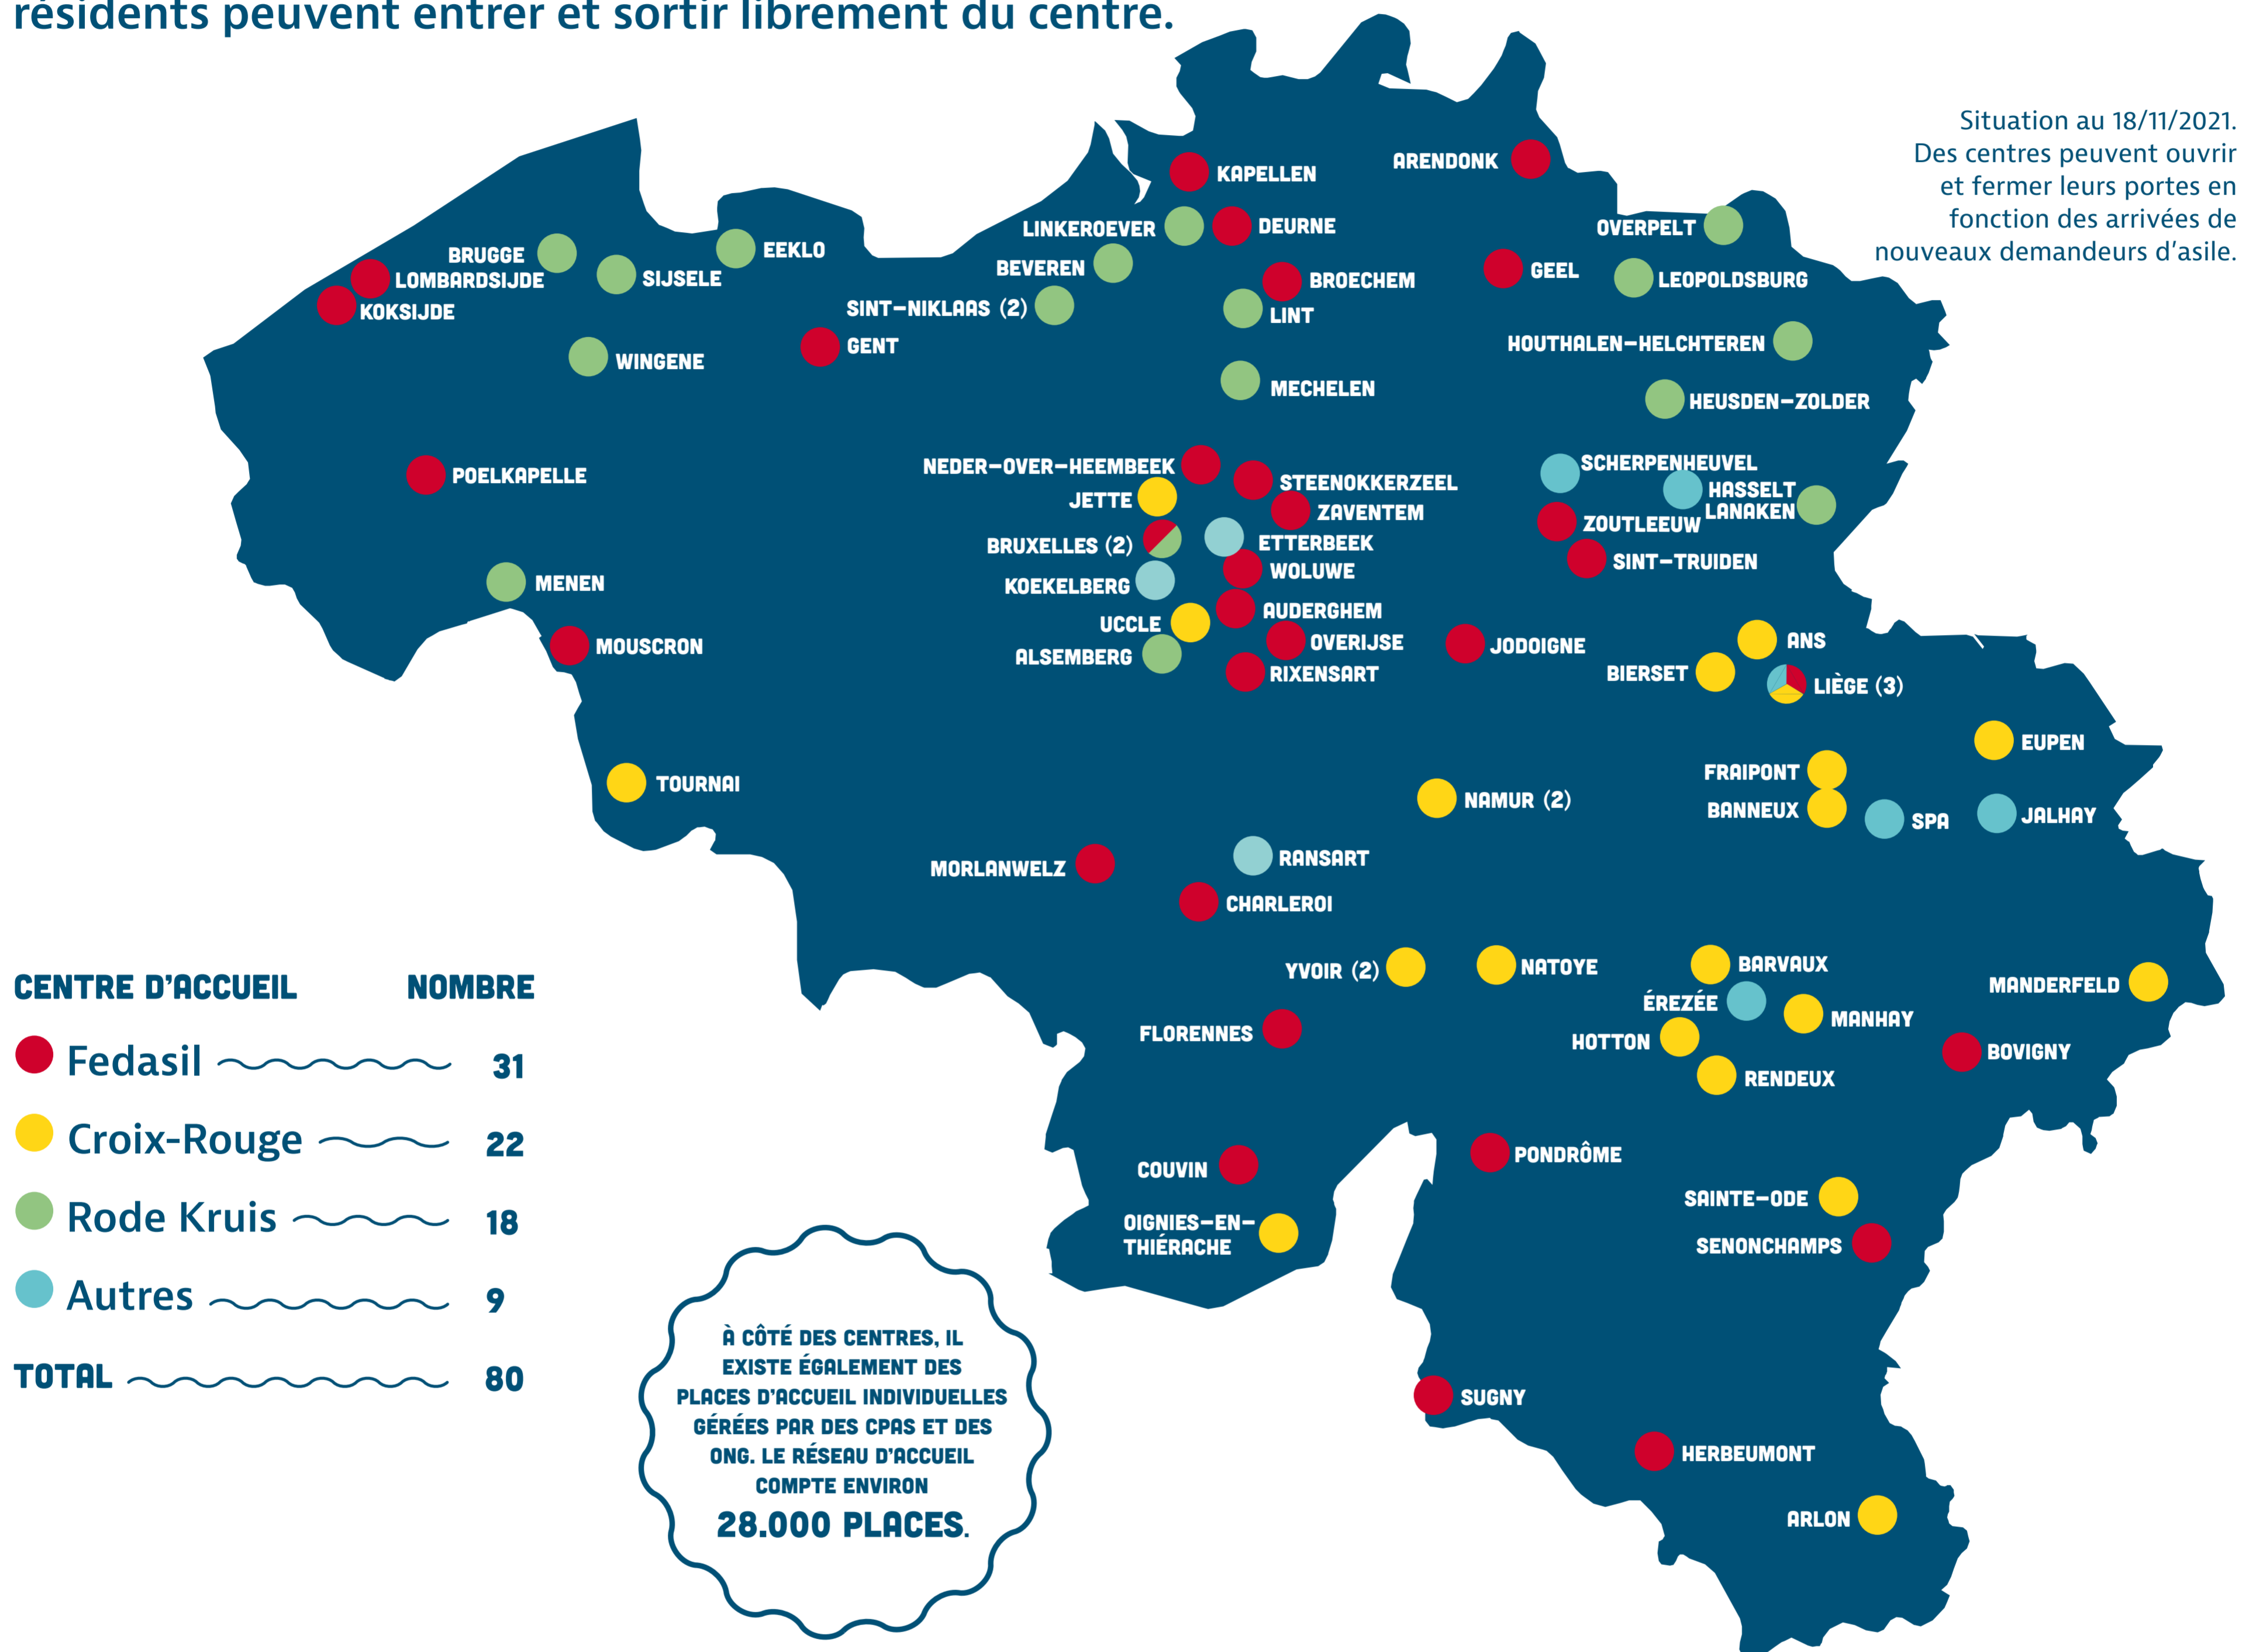 résidents peuvent entrer et sortir librement du centre.
Situation au 18/11/2021.
Des centres peuvent ouvrir
et fermer leurs portes en
fonction des arrivées de
nouveaux demandeurs d'asile.
KAPELLEN
ARENDONK
LINKEROEVER
DEURNE
OVERPELT
BRUGGE
EEKLO
BEVEREN
GEEL
LOMBARDSIJDE
SIJSELE
BROECHEM
LEOPOLDSBURG
KOKSIJDE
SINT-NIKLAAS (2)
LINT
WINGENE
GENT
HOUTHALEN-HELCHTEREN
MECHELEN
HEUSDEN-ZOLDER
POELKAPELLE
NEDER-OVER-HEEMBEEK
STEENOKKERZEEL
SCHERPENHEUVEL
JETTE
ZAVENTEM
HASSELT
LANAKEN
ZOUTLEEUW
BRUXELLES (2)
ETTERBEEK
SINT-TRUIDEN
KOEKELBERG
WOLUWE
MENEN
UCCLE
AUDERGHEM
MOUSCRON
ALSEMBERG
OVERIJSE
JODOIGNE
ANS
RIXENSART
BIERSET
LIÈGE (3)
EUPEN
TOURNAI
NAMUR (2)
FRAIPONT
BANNEUX
SPA
JALHAY
MORLANWELZ
RANSART
CHARLEROI
YVOIR (2)
NATOYE
BARVAUX
MANDERFELD
ÉREZÉE
MANHAY
FLORENNES
HOTTON
BOVIGNY
RENDEUX
COUVIN
PONDRÔME
OIGNIES-EN-
THIÉRACHE
SAINTE-ODE
SENONCHAMPS
SUGNY
HERBEUMONT
ARLON
CENTRE D'ACCUEIL NOMBRE
Fedasil 31
Croix-Rouge 22
Rode Kruis 18
Autres 9
TOTAL 80
À CÔTÉ DES CENTRES, IL
EXISTE ÉGALEMENT DES
PLACES D'ACCUEIL INDIVIDUELLES
GÉRÉES PAR DES CPAS ET DES
ONG. LE RÉSEAU D'ACCUEIL
COMPTE ENVIRON
28.000 PLACES.